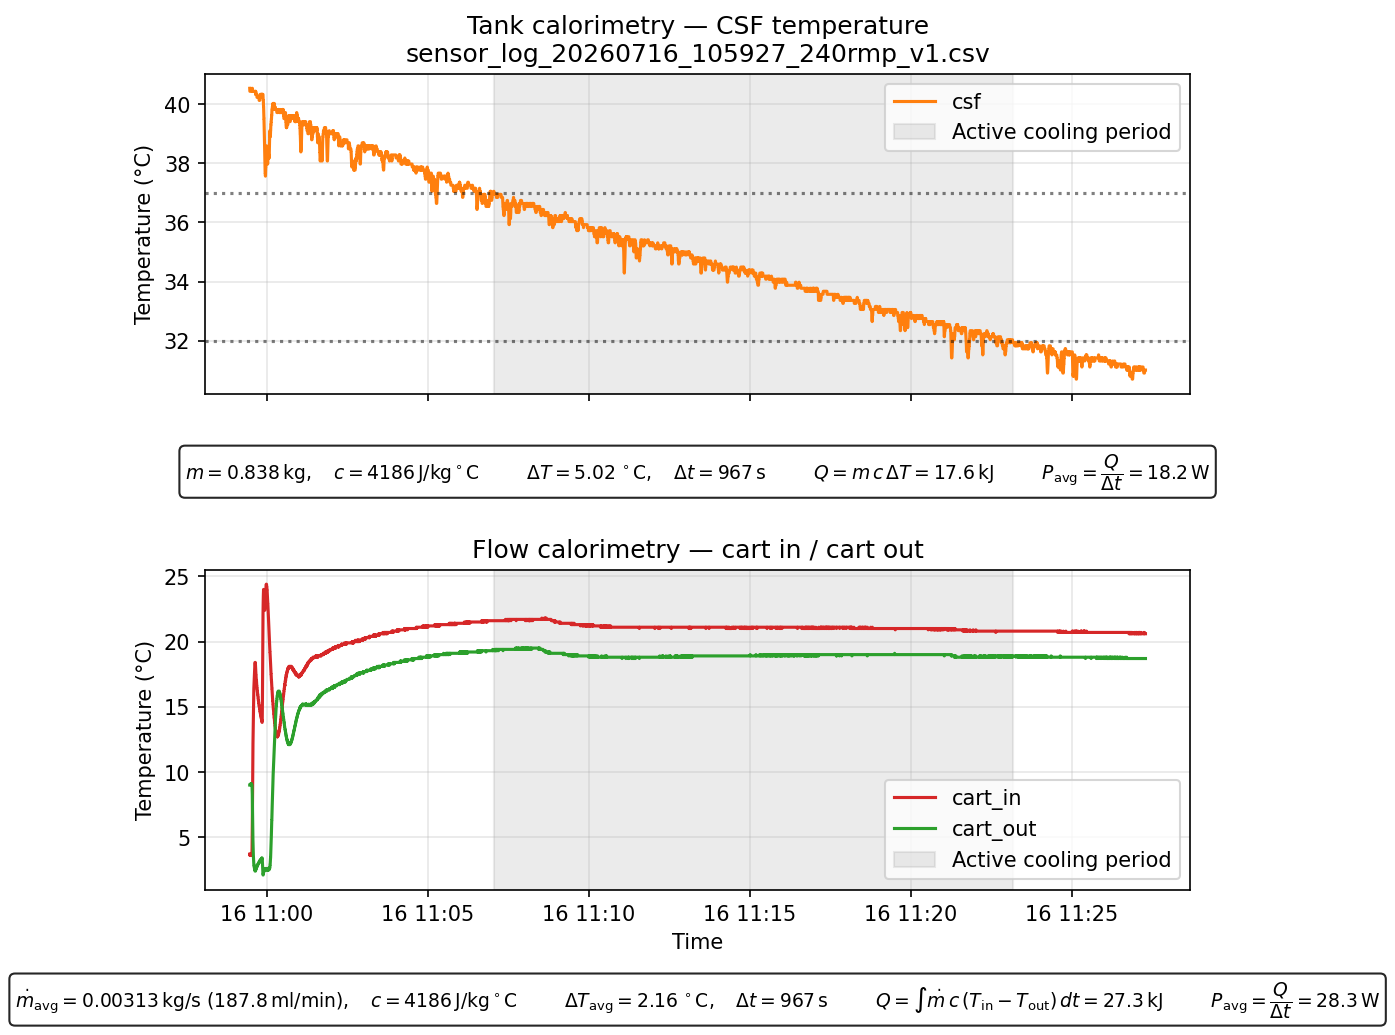 Tank calorimetry — CSF temperature
sensor_log_20260716_105927_240rmp_v1.csv
Temperature (°C)
40
38
36
34
32
csf
Active cooling period
m = 0.838 kg, c = 4186 J/kg °C ΔT = 5.02 °C, Δt = 967 s Q = m c ΔT = 17.6 kJ P_avg = Q/Δt = 18.2 W
Flow calorimetry — cart in / cart out
Temperature (°C)
25
20
15
10
5
cart_in
cart_out
Active cooling period
16 11:00 16 11:05 16 11:10 16 11:15 16 11:20 16 11:25
Time
ṁ_avg = 0.00313 kg/s (187.8 ml/min), c = 4186 J/kg °C ΔT_avg = 2.16 °C, Δt = 967 s Q = ∫ ṁ c (T_in − T_out) dt = 27.3 kJ P_avg = Q/Δt = 28.3 W